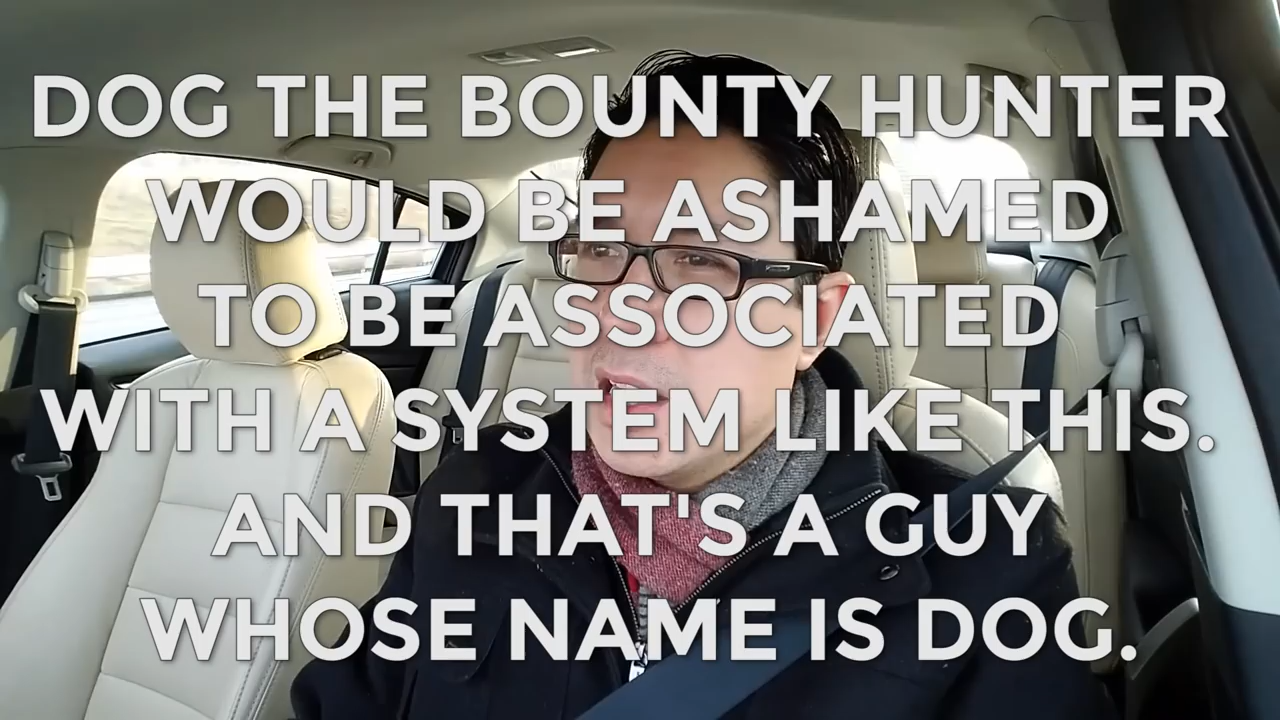 DOG THE BOUNTY HUNTER
WOULD BE ASHAMED
TO BE ASSOCIATED
WITH A SYSTEM LIKE THIS.
AND THAT'S A GUY
WHOSE NAME IS DOG.